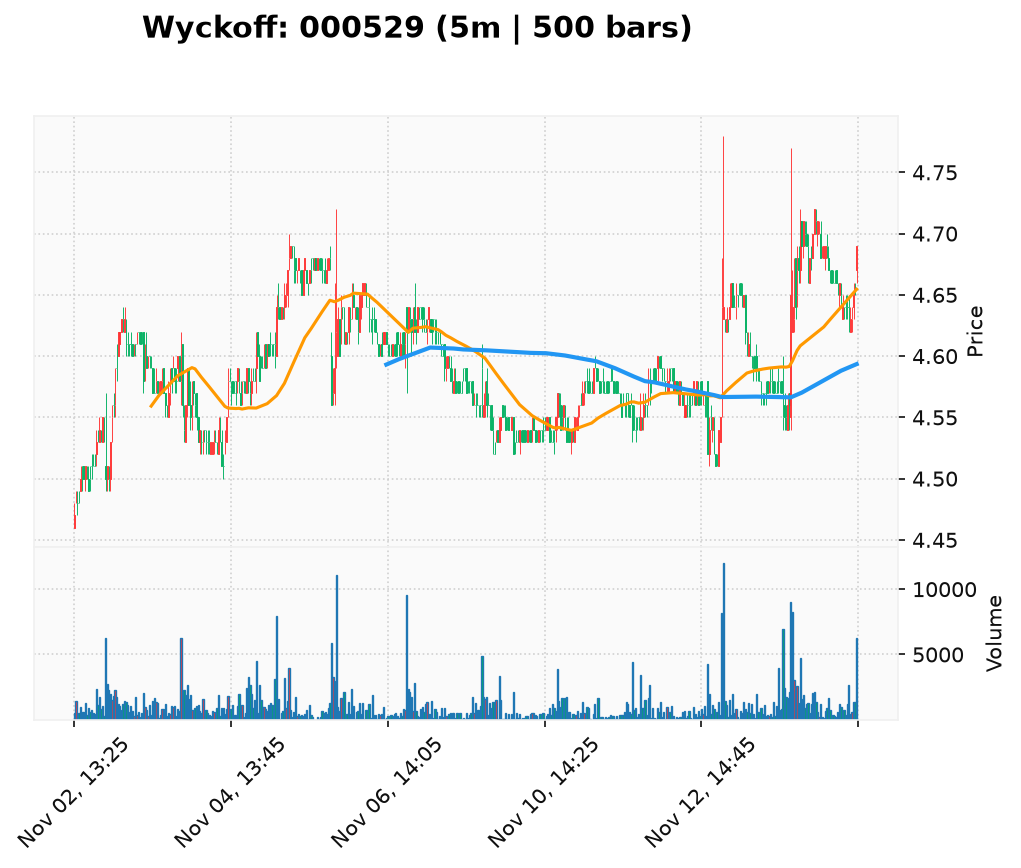 Wyckoff: 000529 (5m | 500 bars)
4.75
4.70
4.65
4.60
4.55
4.50
4.45
Price
10000
5000
Volume
Nov 02, 13:25
Nov 04, 13:45
Nov 06, 14:05
Nov 10, 14:25
Nov 12, 14:45